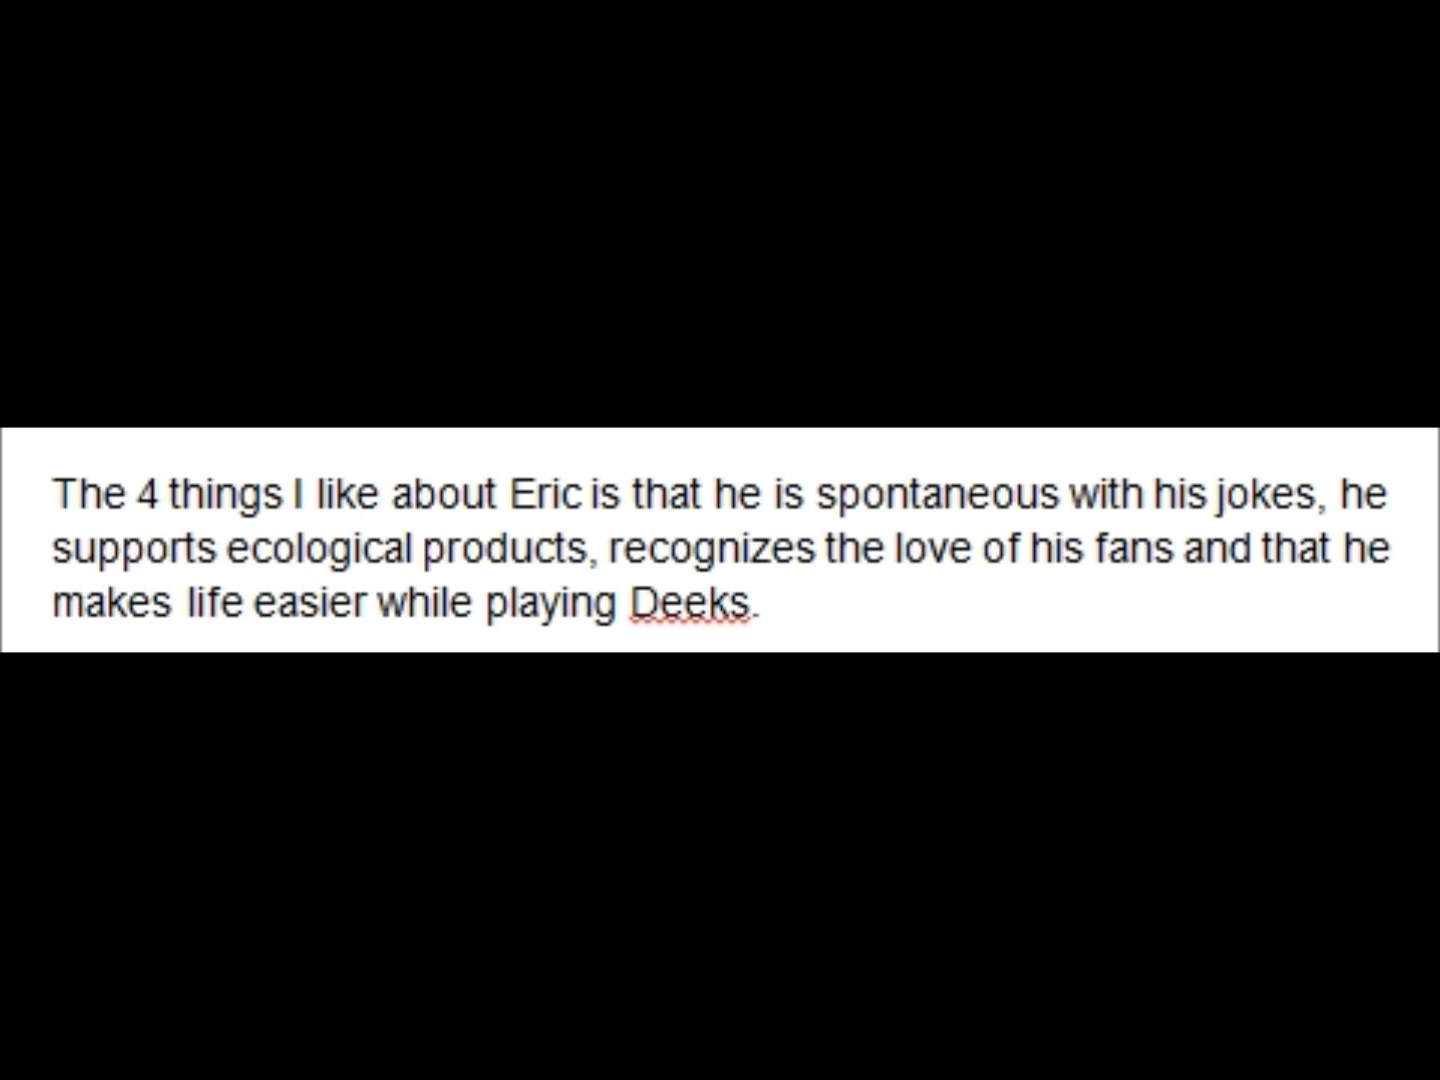 The 4 things I like about Eric is that he is spontaneous with his jokes, he
supports ecological products, recognizes the love of his fans and that he
makes life easier while playing Deeks.